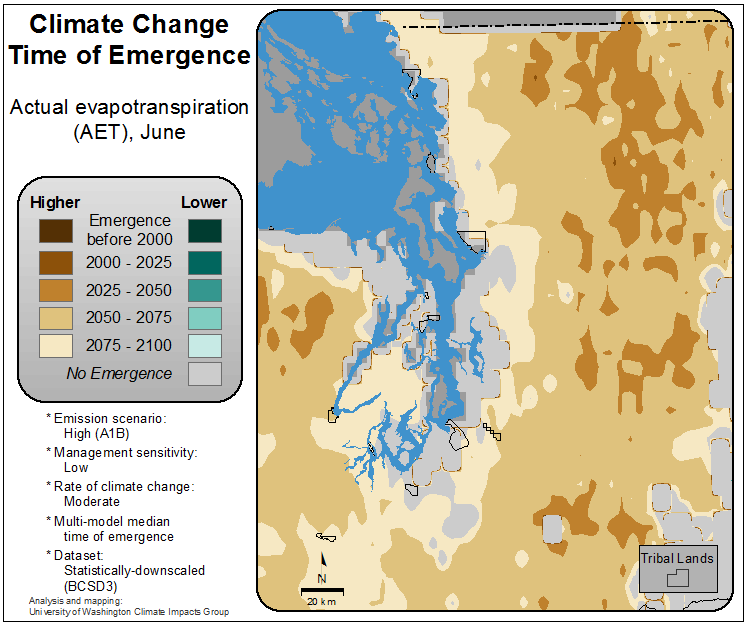 Climate Change
Time of Emergence
Actual evapotranspiration
(AET), June
Higher Lower
Emergence
before 2000
2000 - 2025
2025 - 2050
2050 - 2075
2075 - 2100
No Emergence
* Emission scenario:
High (A1B)
* Management sensitivity:
Low
* Rate of climate change:
Moderate
* Multi-model median
time of emergence
* Dataset:
Statistically-downscaled
(BCSD3)
Analysis and mapping:
University of Washington Climate Impacts Group
N
20 km
Tribal Lands